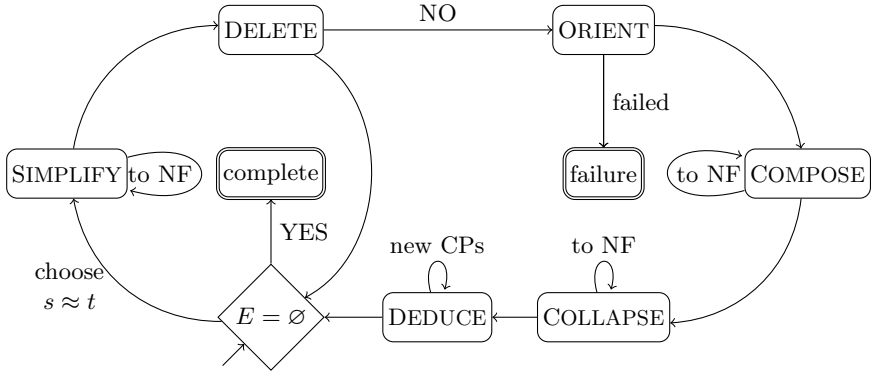 DELETE
NO
ORIENT
failed
SIMPLIFY
to NF
complete
failure
to NF
COMPOSE
YES
new CPs
to NF
choose
s ≈ t
E = ∅
DEDUCE
COLLAPSE